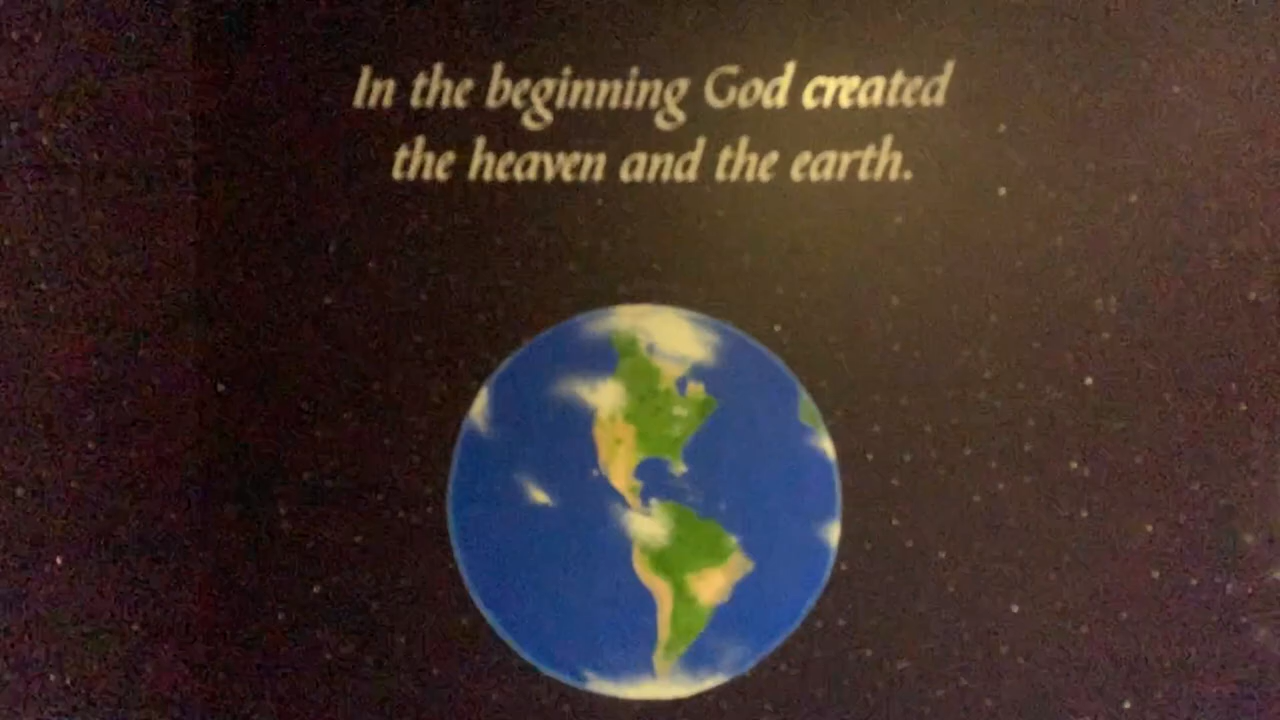 In the beginning God created
the heaven and the earth.